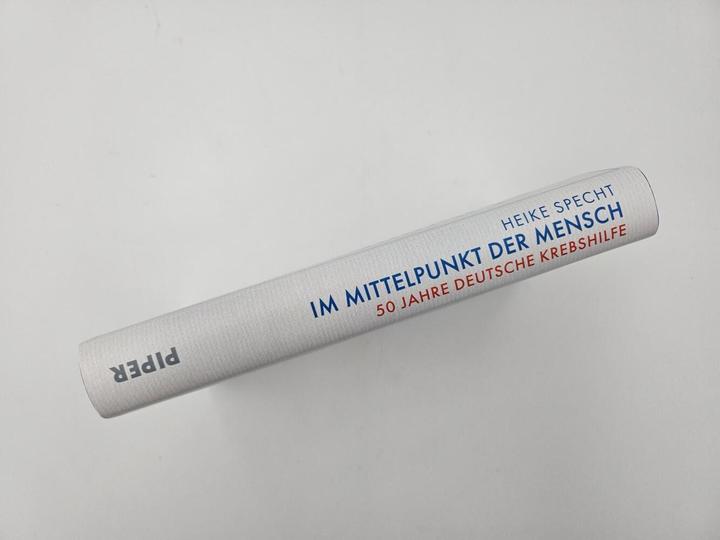 HEIKE SPECHT
IM MITTELPUNKT DER MENSCH
50 JAHRE DEUTSCHE KREBSHILFE
PIPER